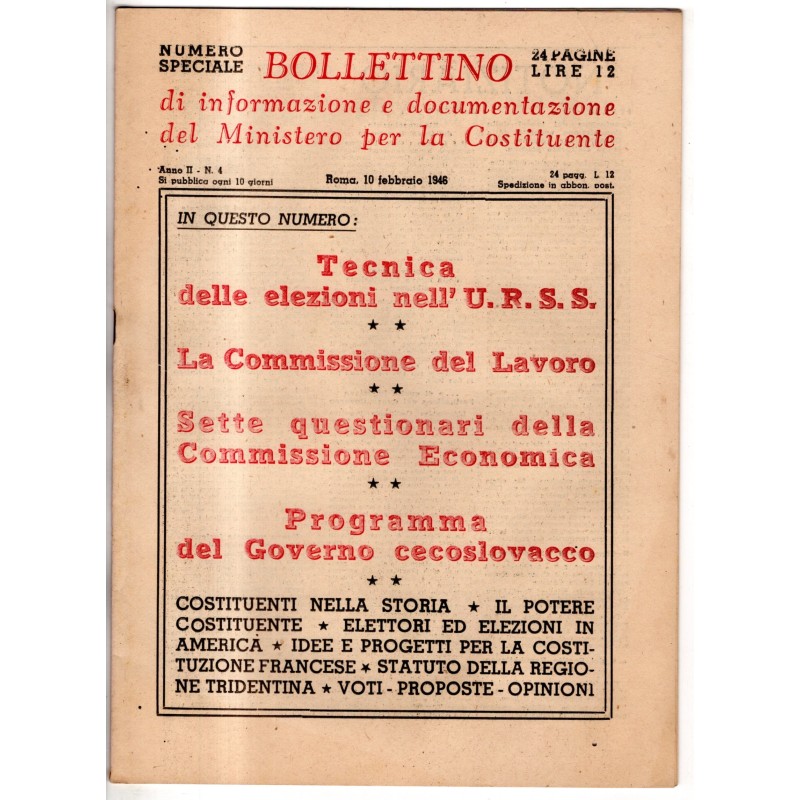 NUMERO
SPECIALE
BOLLETTINO
24 PAGINE
LIRE 12
di informazione e documentazione
del Ministero per la Costituente
Anno II - N. 4
Si pubblica ogni 10 giorni
Roma, 10 febbraio 1946
24 pagg. L. 12
Spedizione in abbon. post.
IN QUESTO NUMERO:
Tecnica
delle elezioni nell' U.R.S.S.
★ ★
La Commissione del Lavoro
★ ★
Sette questionari della
Commissione Economica
★ ★
Programma
del Governo cecoslovacco
★ ★
COSTITUENTI NELLA STORIA ★ IL POTERE
COSTITUENTE ★ ELETTORI ED ELEZIONI IN
AMERICA ★ IDEE E PROGETTI PER LA COSTI-
TUZIONE FRANCESE ★ STATUTO DELLA REGIO-
NE TRIDENTINA ★ VOTI - PROPOSTE - OPINIONI